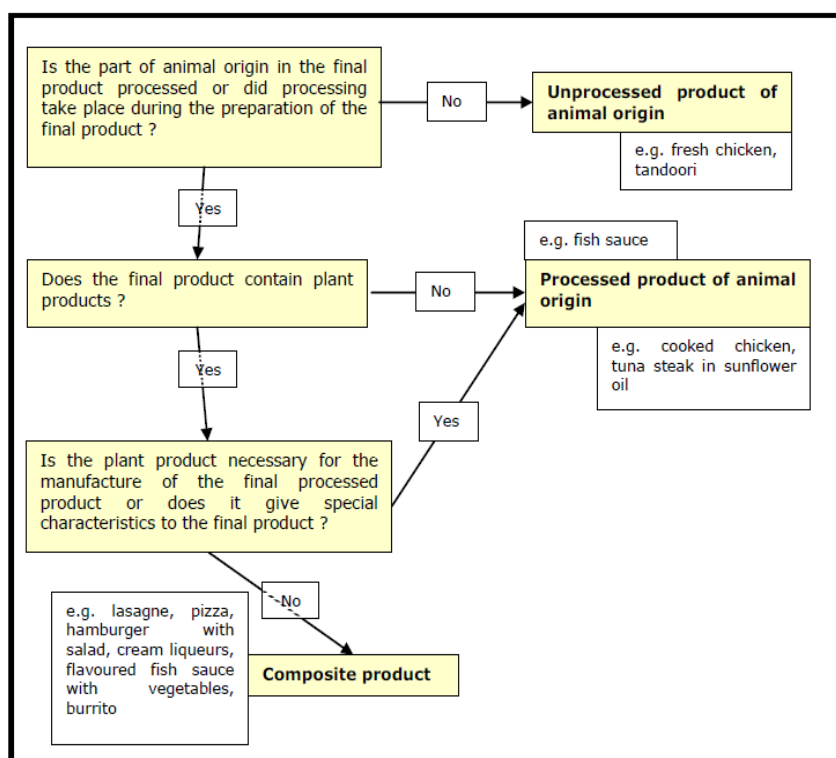 Is the part of animal origin in the final
product processed or did processing
take place during the preparation of the
final product ?
No
Unprocessed product of
animal origin
e.g. fresh chicken,
tandoori
Yes
e.g. fish sauce
Does the final product contain plant
products ?
No
Processed product of animal
origin
e.g. cooked chicken,
tuna steak in sunflower
oil
Yes
Yes
Is the plant product necessary for the
manufacture of the final processed
product or does it give special
characteristics to the final product ?
No
e.g. lasagne, pizza,
hamburger with
salad, cream liqueurs,
flavoured fish sauce
with vegetables,
burrito
Composite product